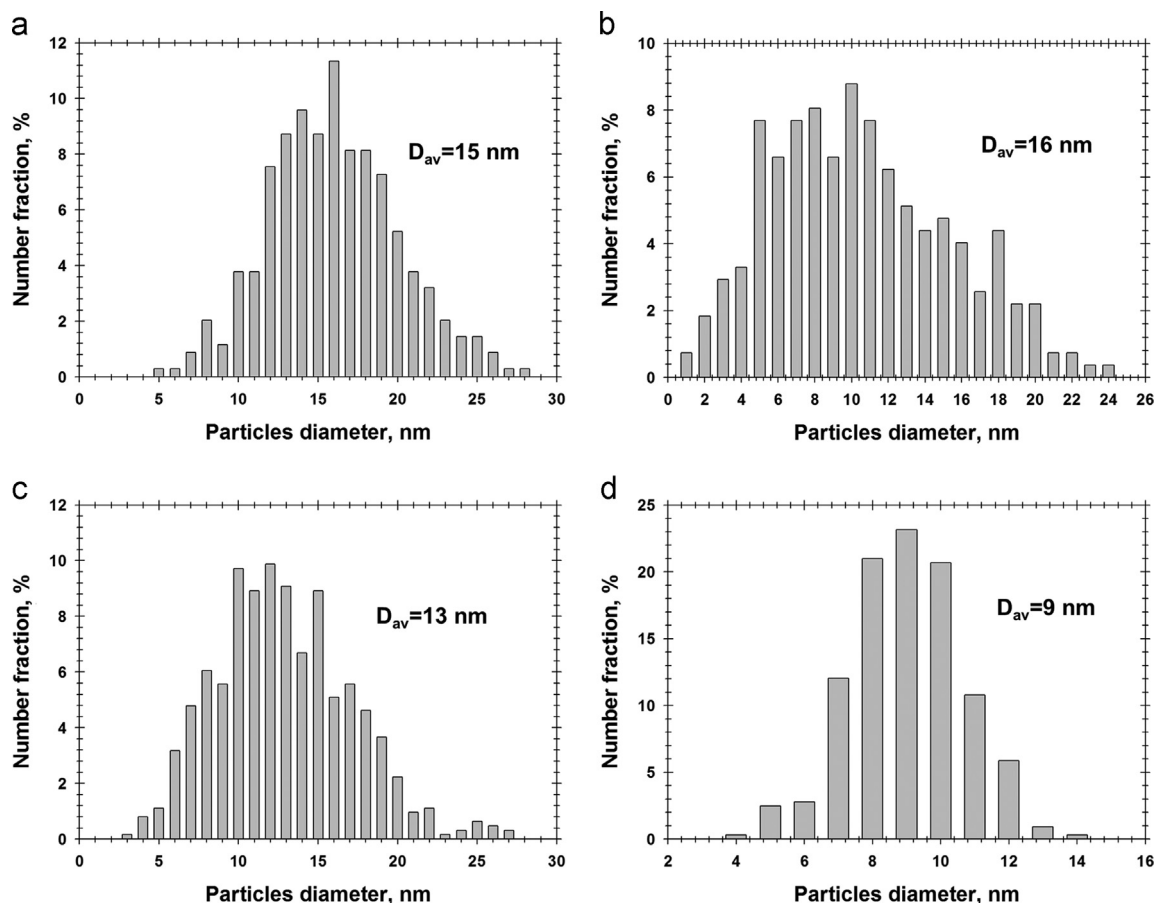 a
12
10
8
6
4
2
0
Number fraction, %
D_av=15 nm
0 5 10 15 20 25 30
Particles diameter, nm
b
10
8
6
4
2
0
Number fraction, %
D_av=16 nm
0 2 4 6 8 10 12 14 16 18 20 22 24 26
Particles diameter, nm
c
12
10
8
6
4
2
0
Number fraction, %
D_av=13 nm
0 5 10 15 20 25 30
Particles diameter, nm
d
25
20
15
10
5
0
Number fraction, %
D_av=9 nm
2 4 6 8 10 12 14 16
Particles diameter, nm